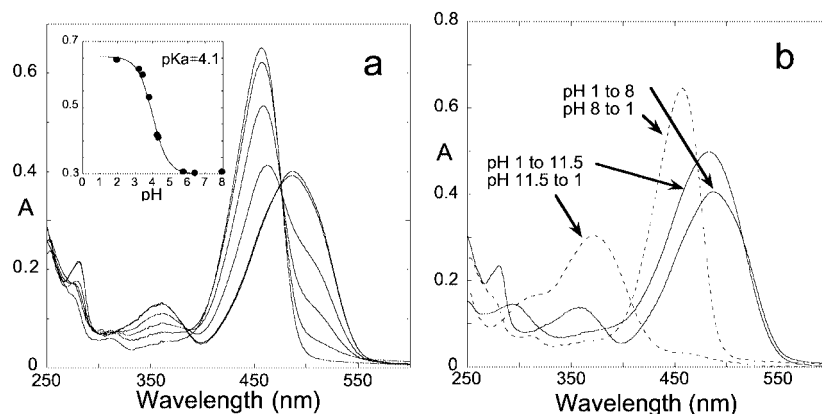 a
0.6
0.4
0.2
0
A
0.7
0.5
0.3
0 1 2 3 4 5 6 7 8
pH
pKa=4.1
250 350 450 550
Wavelength (nm)
b
0.8
0.6
0.4
0.2
0
A
pH 1 to 8
pH 8 to 1
pH 1 to 11.5
pH 11.5 to 1
250 350 450 550
Wavelength (nm)